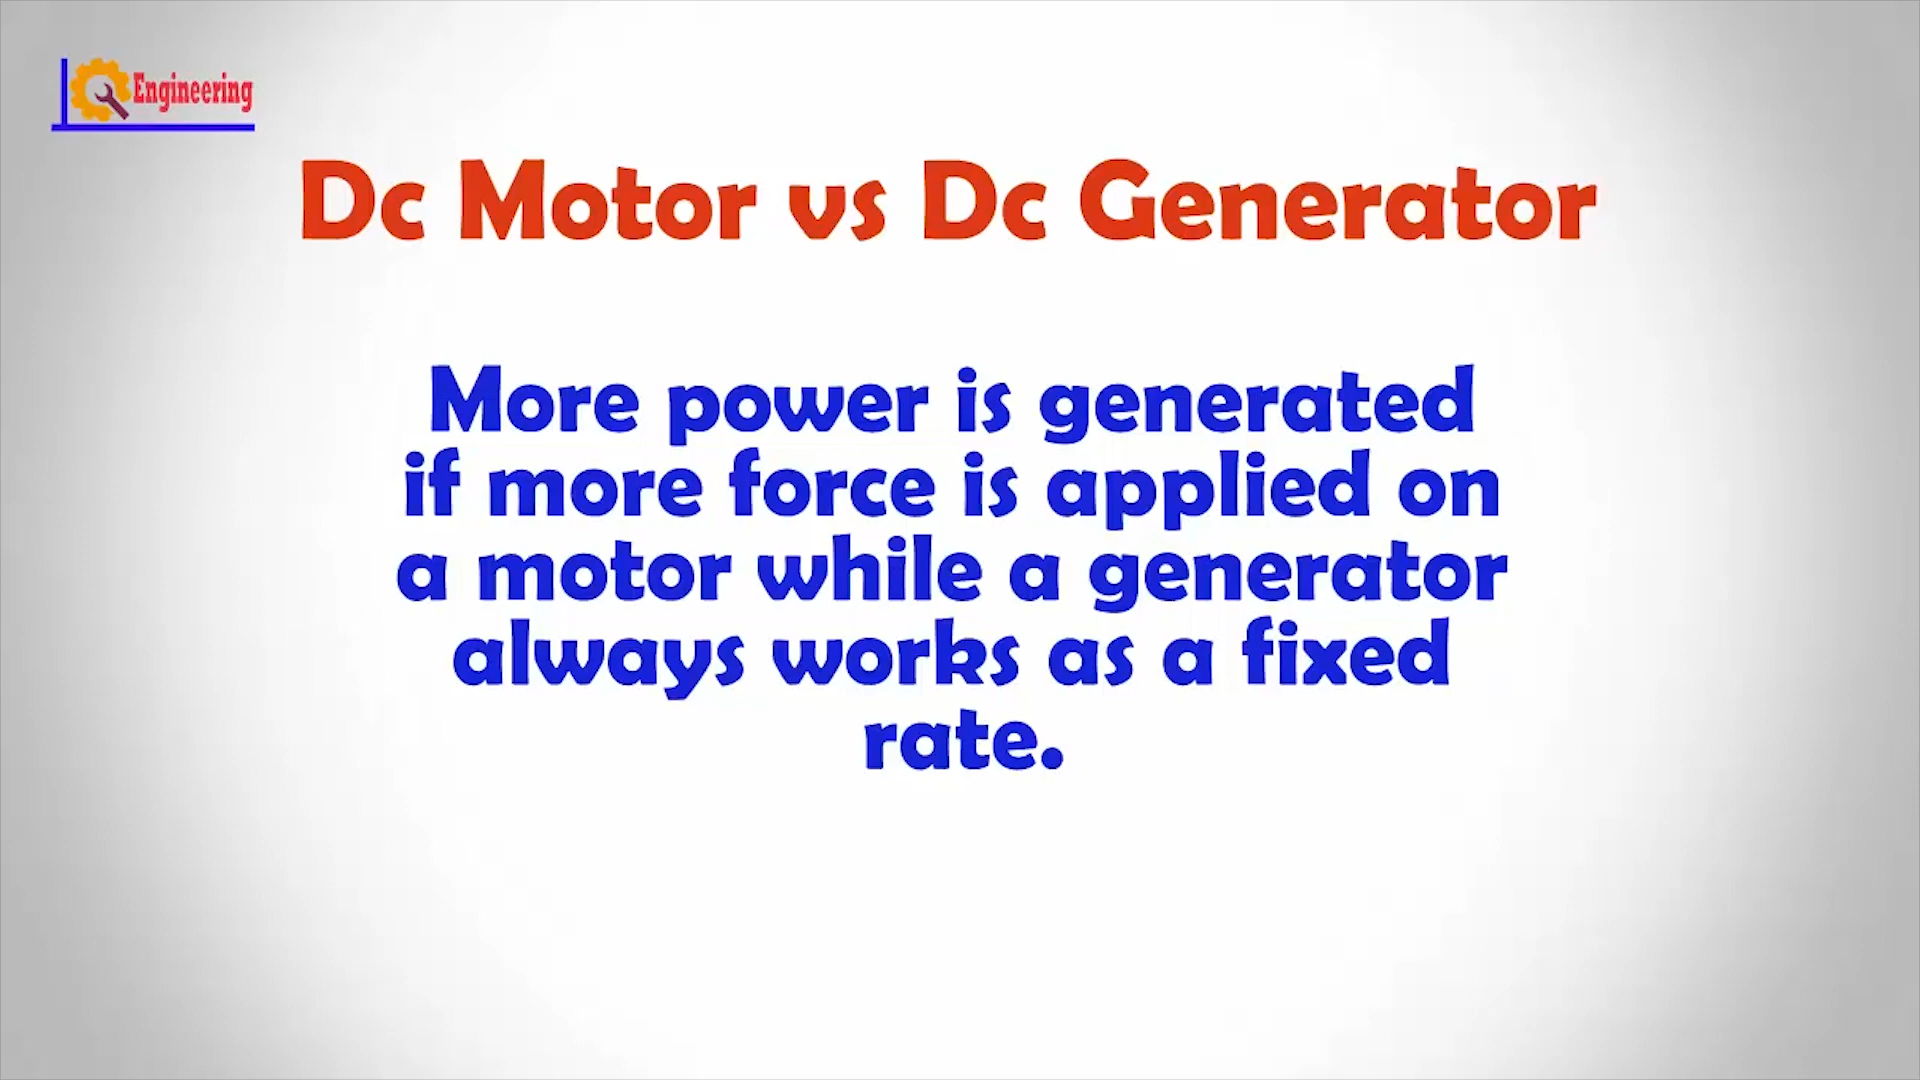 Engineering
Dc Motor vs Dc Generator
More power is generated
if more force is applied on
a motor while a generator
always works as a fixed
rate.